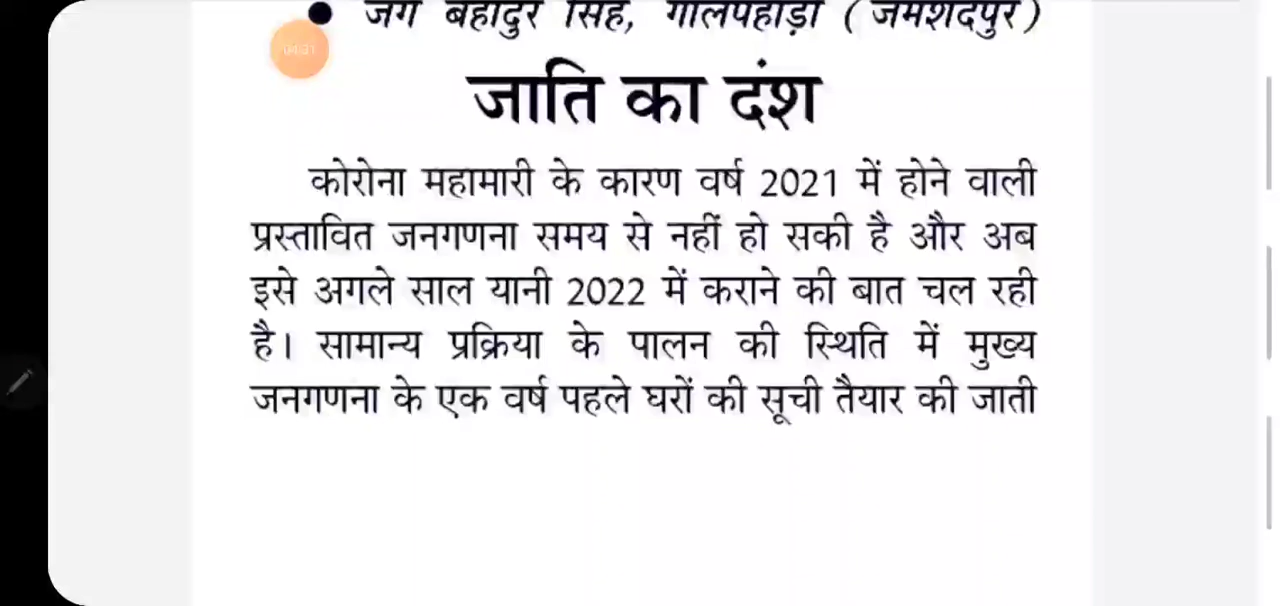 ● जंग बहादुर सिंह, गोलपहाड़ी ( जमशेदपुर )
जाति का दंश
कोरोना महामारी के कारण वर्ष 2021 में होने वाली
प्रस्तावित जनगणना समय से नहीं हो सकी है और अब
इसे अगले साल यानी 2022 में कराने की बात चल रही
है। सामान्य प्रक्रिया के पालन की स्थिति में मुख्य
जनगणना के एक वर्ष पहले घरों की सूची तैयार की जाती